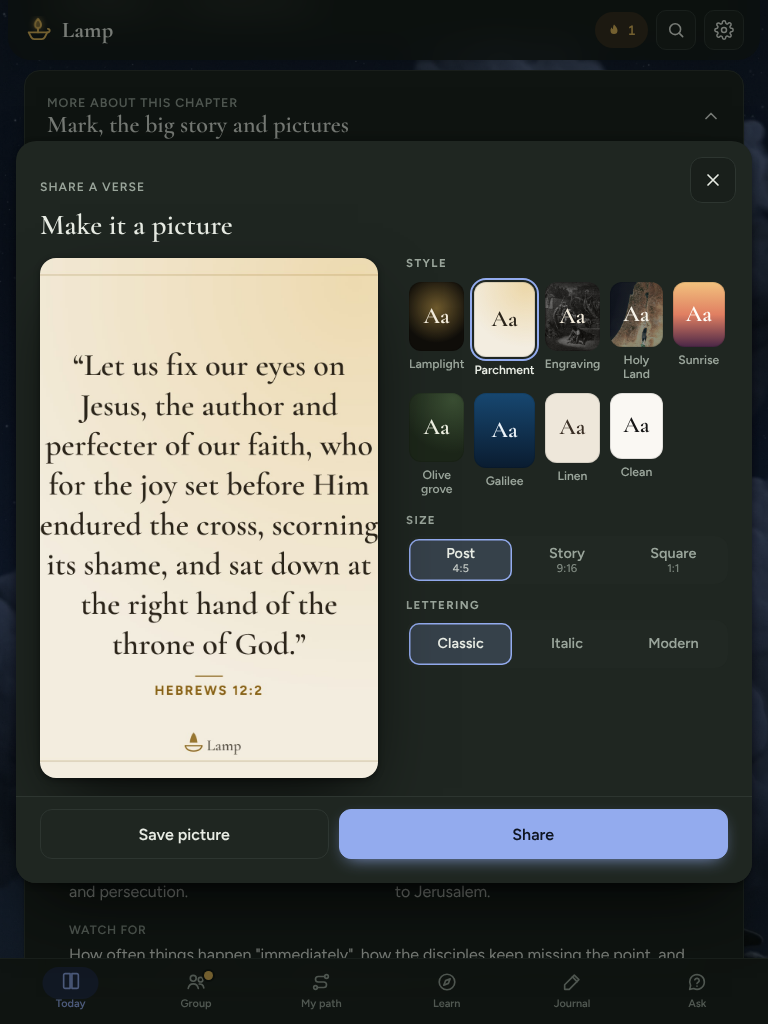 Lamp
1
MORE ABOUT THIS CHAPTER
Mark, the big story and pictures
SHARE A VERSE
Make it a picture
“Let us fix our eyes on
Jesus, the author and
perfecter of our faith, who
for the joy set before Him
endured the cross, scorning
its shame, and sat down at
the right hand of the
throne of God.”
HEBREWS 12:2
Lamp
STYLE
Aa
Lamplight
Aa
Parchment
Aa
Engraving
Aa
Holy
Land
Aa
Sunrise
Aa
Olive
grove
Aa
Galilee
Aa
Linen
Aa
Clean
SIZE
Post
4:5
Story
9:16
Square
1:1
LETTERING
Classic
Italic
Modern
Save picture
Share
and persecution.
to Jerusalem.
WATCH FOR
How often things happen "immediately", how the disciples keep missing the point, and
Today
Group
My path
Learn
Journal
Ask